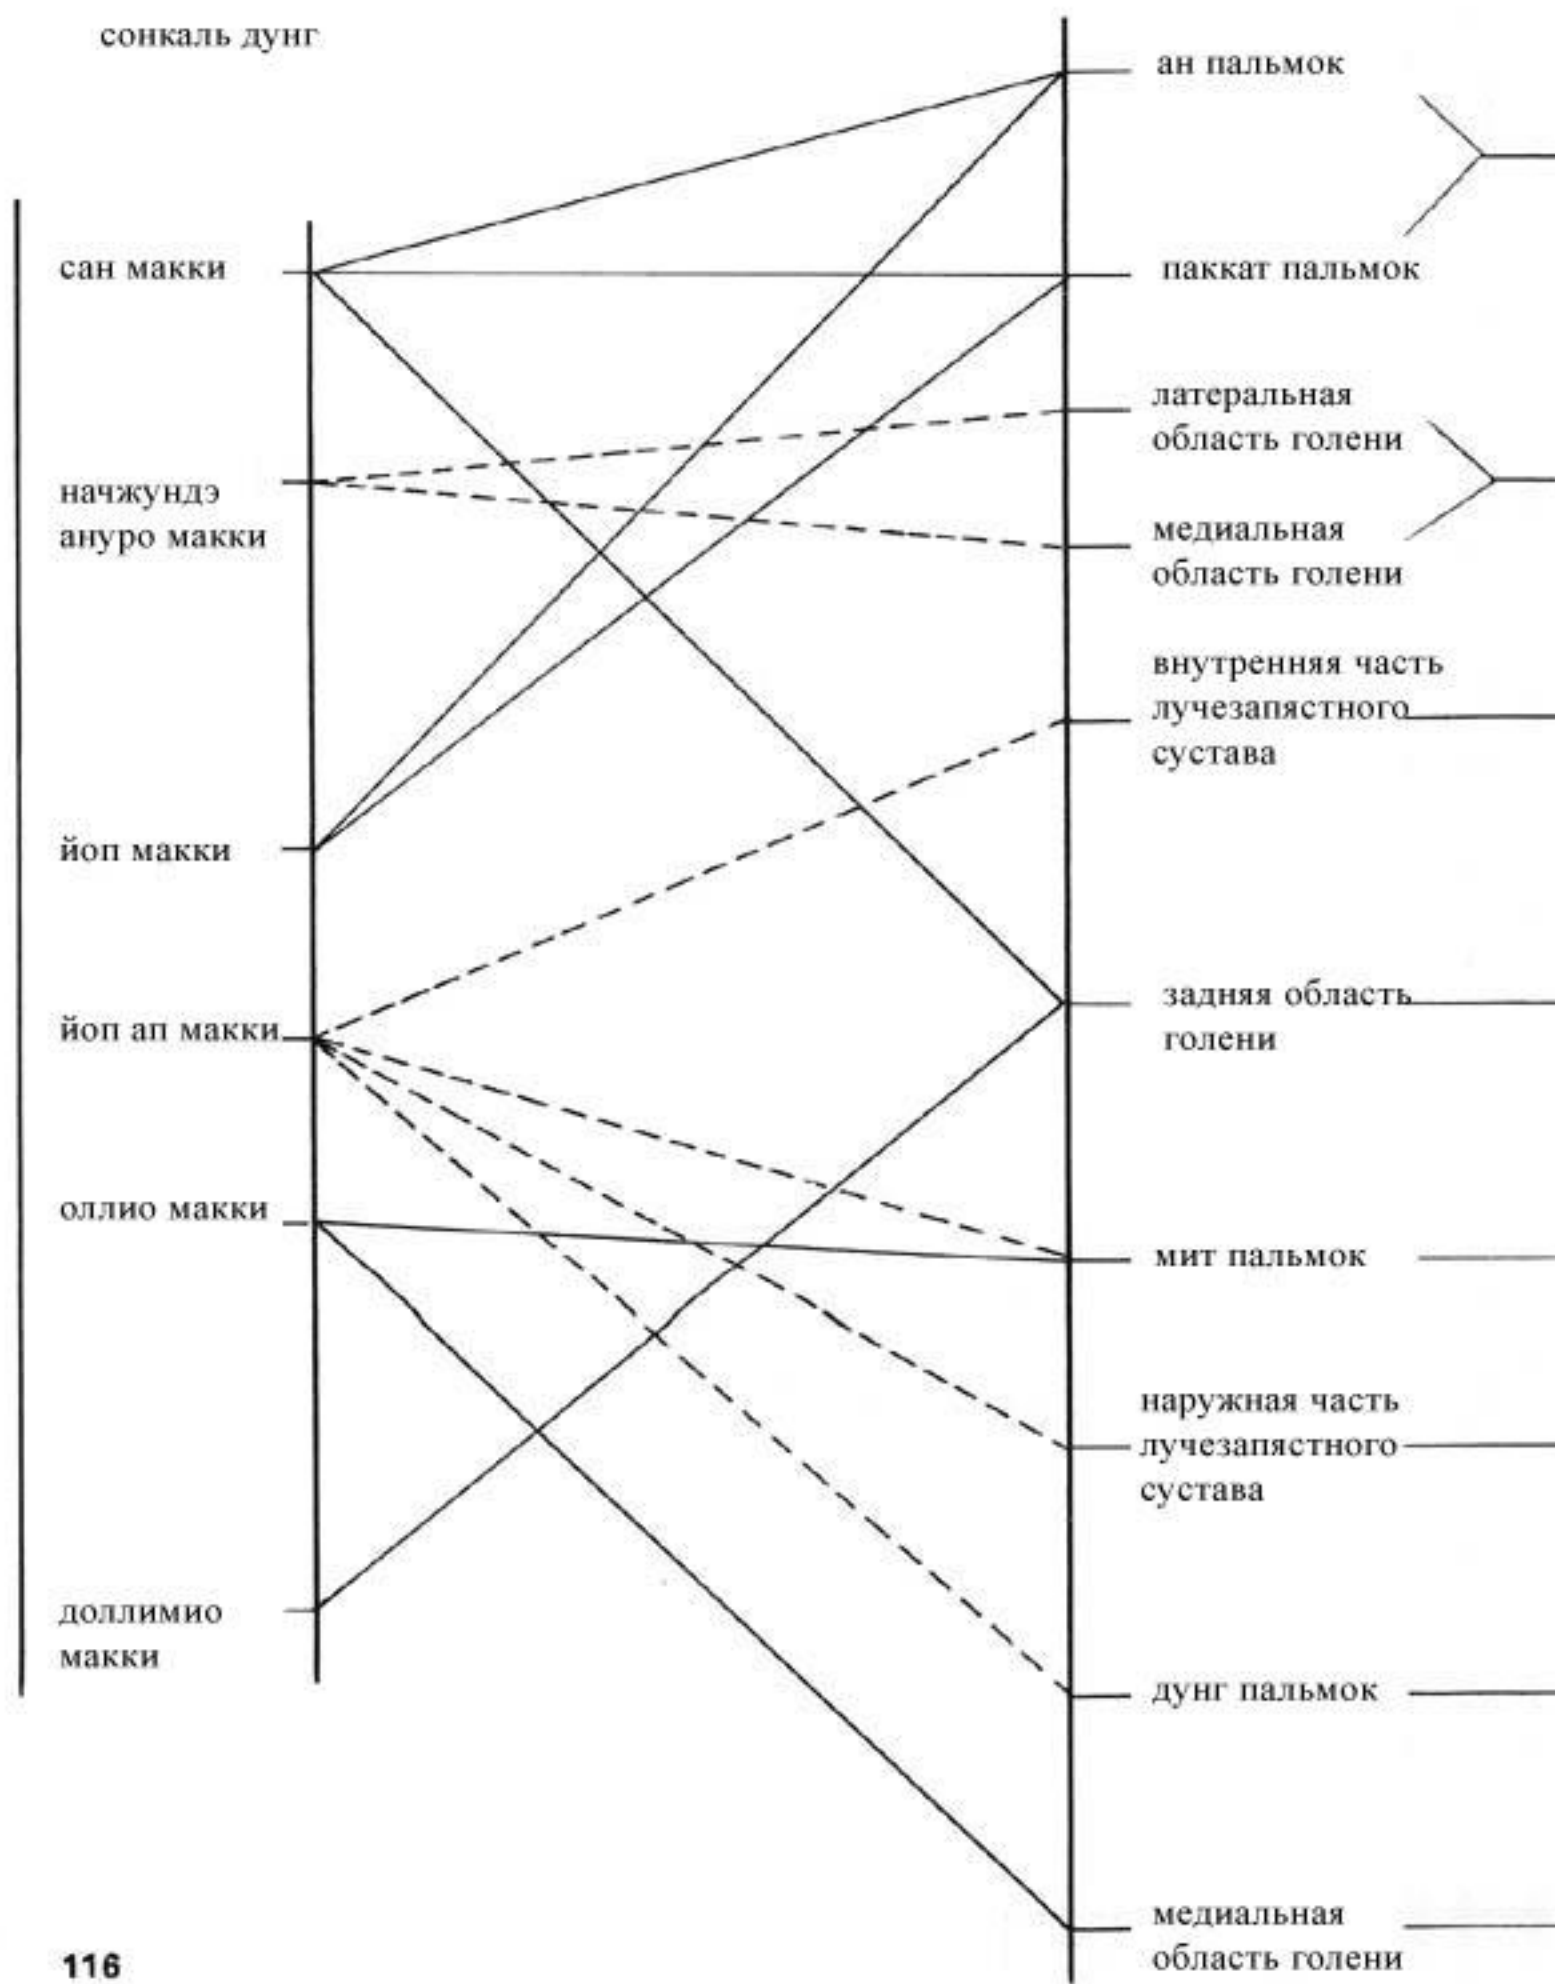 сонкаль дунг
сан макки
начжундэ
ануро макки
йоп макки
йоп ап макки
оллио макки
доллимио
макки
ан пальмок
паккат пальмок
латеральная
область голени
медиальная
область голени
внутренняя часть
лучезапястного
сустава
задняя область
голени
мит пальмок
наружная часть
лучезапястного
сустава
дунг пальмок
медиальная
область голени
116